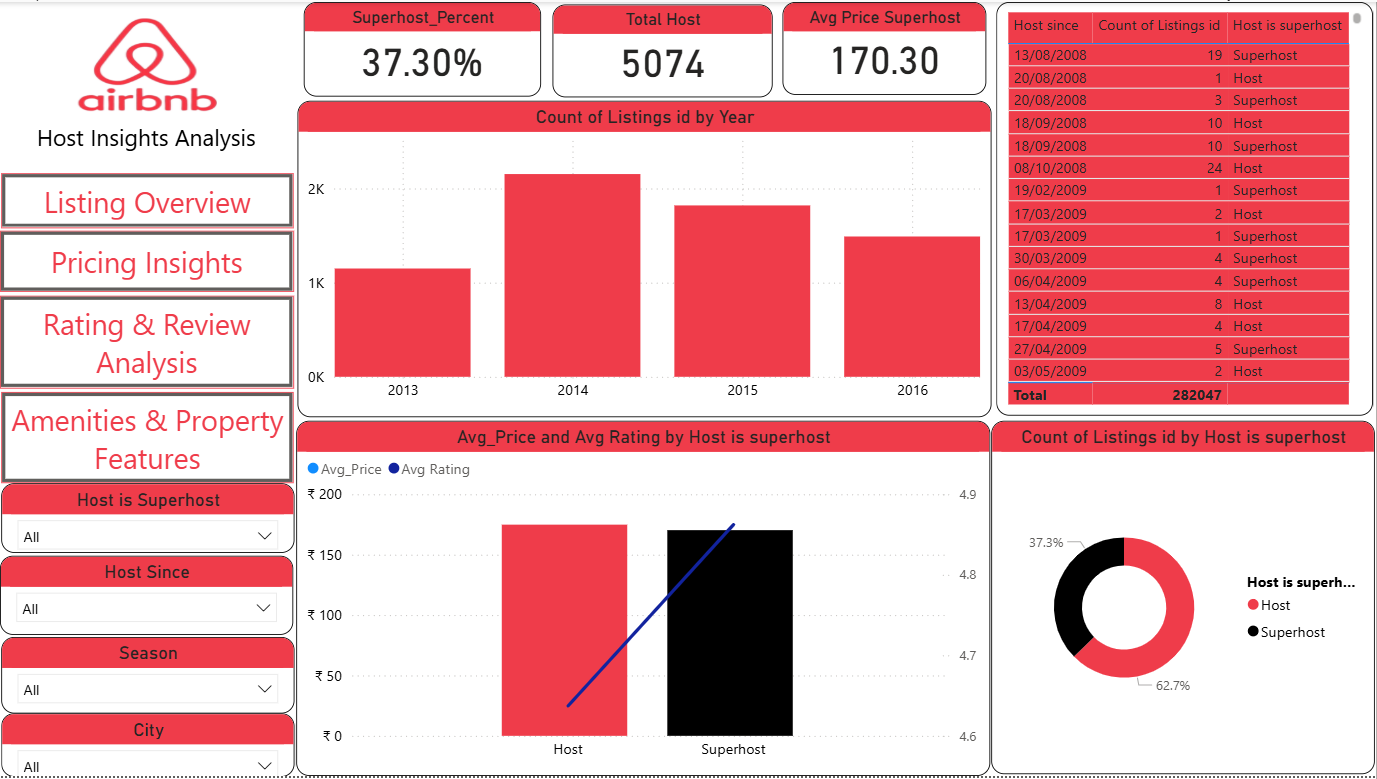 airbnb
Host Insights Analysis
Listing Overview
Pricing Insights
Rating & Review
Analysis
Amenities & Property
Features
Host is Superhost
All
Host Since
All
Season
All
City
All
Superhost_Percent
37.30%
Total Host
5074
Avg Price Superhost
170.30
Count of Listings id by Year
2K
1K
0K
2013 2014 2015 2016
Host since Count of Listings id Host is superhost
13/08/2008 19 Superhost
20/08/2008 1 Host
20/08/2008 3 Superhost
18/09/2008 10 Host
18/09/2008 10 Superhost
08/10/2008 24 Host
19/02/2009 1 Superhost
17/03/2009 2 Host
17/03/2009 1 Superhost
30/03/2009 4 Superhost
06/04/2009 4 Superhost
13/04/2009 8 Host
17/04/2009 4 Host
27/04/2009 5 Superhost
03/05/2009 2 Host
Total 282047
Avg_Price and Avg Rating by Host is superhost
Avg_Price Avg Rating
₹ 200 4.9
₹ 150
4.8
₹ 100
4.7
₹ 50
₹ 0 4.6
Host Superhost
Count of Listings id by Host is superhost
37.3%
62.7%
Host is superh...
Host
Superhost